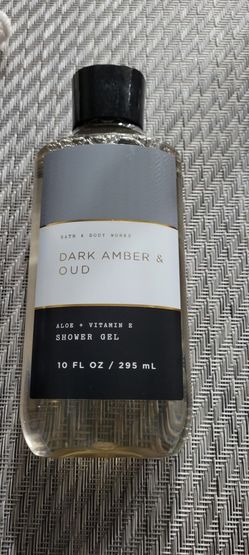 BATH & BODY WORKS
DARK AMBER &
OUD
ALOE + VITAMIN E
SHOWER GEL
10 FL OZ / 295 mL